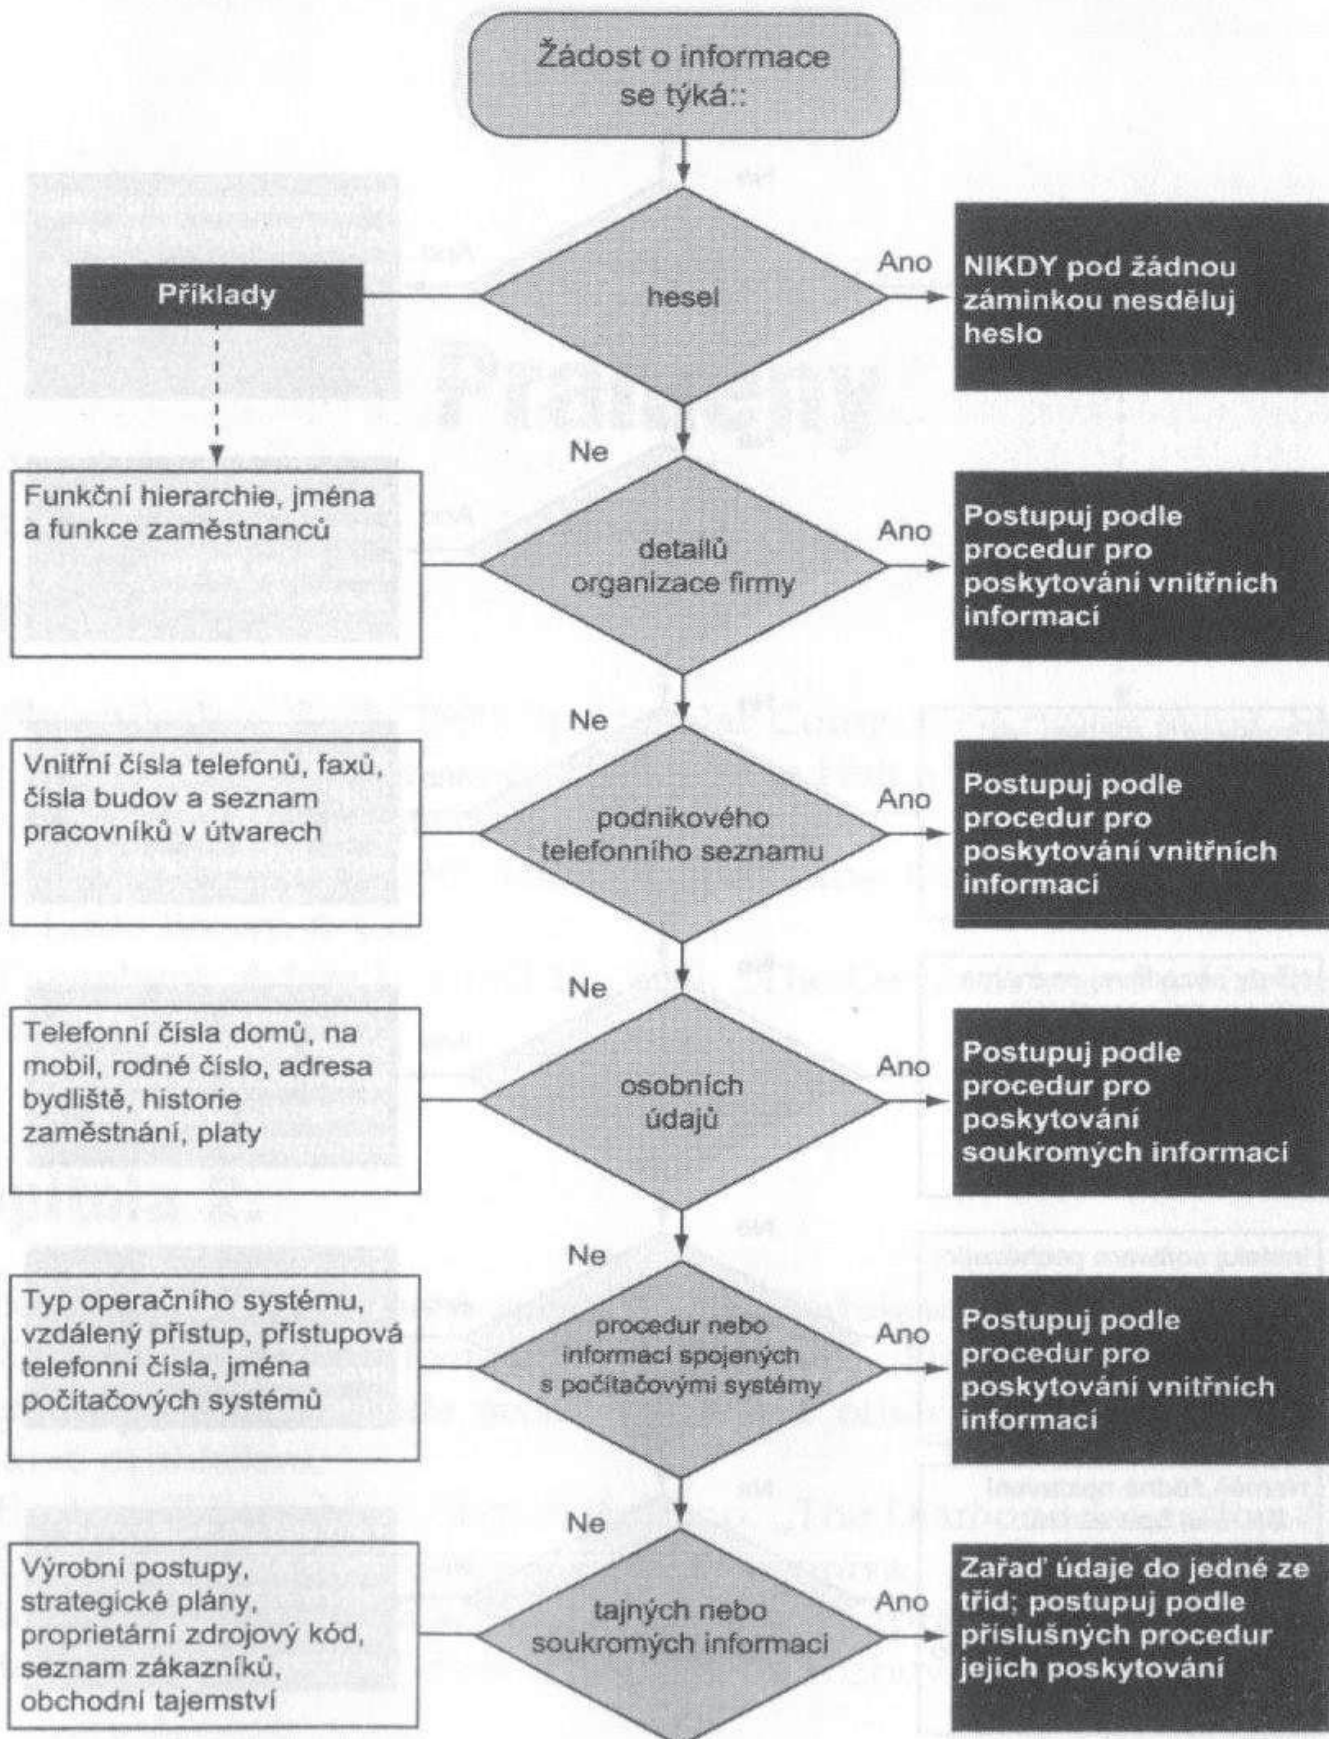 Žádost o informace
se týká::
Příklady
hesel
Ano
NIKDY pod žádnou
záminkou nesděluj
heslo
Ne
Funkční hierarchie, jména
a funkce zaměstnanců
detailů
organizace firmy
Ano
Postupuj podle
procedur pro
poskytování vnitřních
informací
Ne
Vnitřní čísla telefonů, faxů,
čísla budov a seznam
pracovníků v útvarech
podnikového
telefonního seznamu
Ano
Postupuj podle
procedur pro
poskytování vnitřních
informací
Ne
Telefonní čísla domů, na
mobil, rodné číslo, adresa
bydliště, historie
zaměstnání, platy
osobních
údajů
Ano
Postupuj podle
procedur pro
poskytování
soukromých informací
Ne
Typ operačního systému,
vzdálený přístup, přístupová
telefonní čísla, jména
počítačových systémů
procedur nebo
informací spojených
s počítačovými systémy
Ano
Postupuj podle
procedur pro
poskytování vnitřních
informací
Ne
Výrobní postupy,
strategické plány,
proprietární zdrojový kód,
seznam zákazníků,
obchodní tajemství
tajných nebo
soukromých informací
Ano
Zařaď údaje do jedné ze
tříd; postupuj podle
příslušných procedur
jejich poskytování